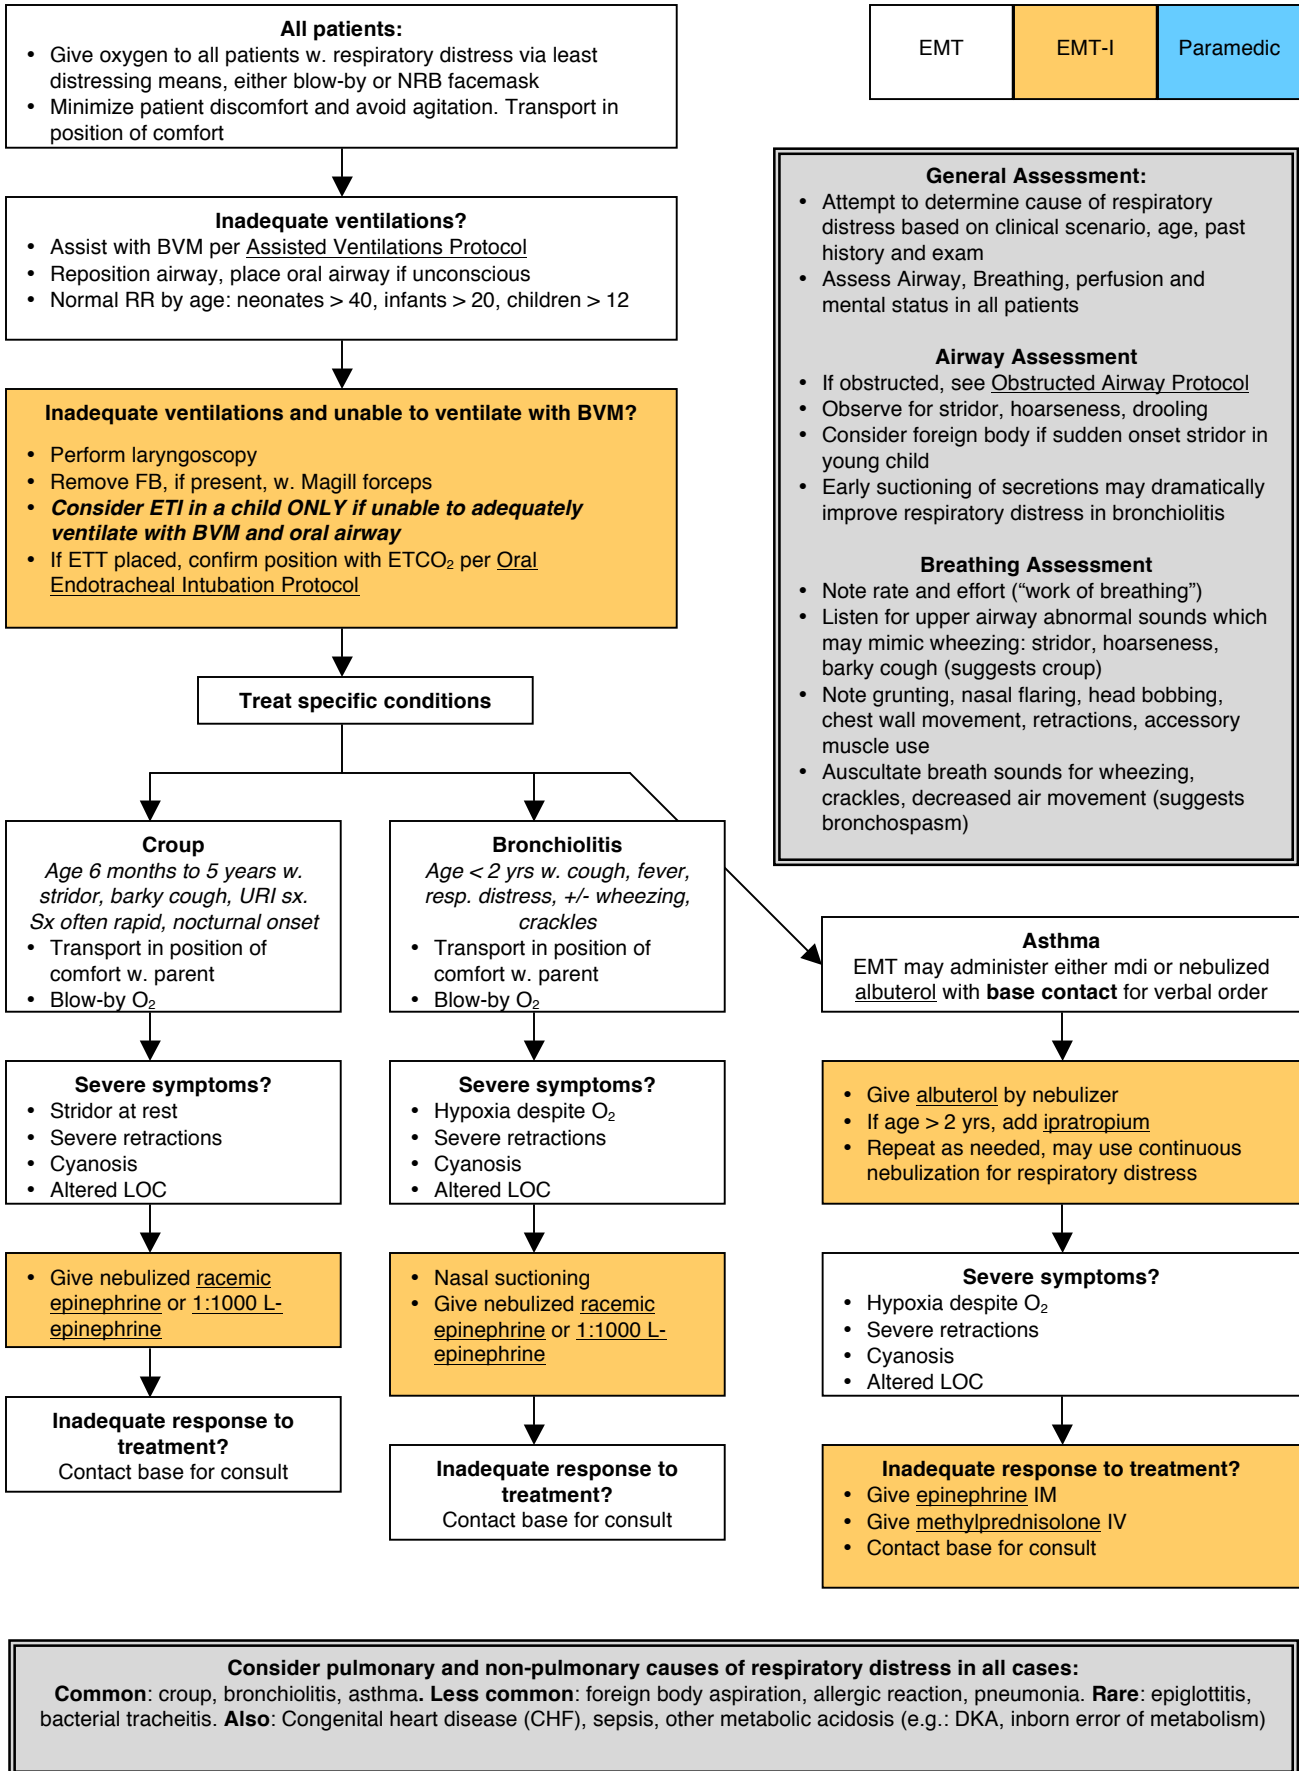 All patients:
• Give oxygen to all patients w. respiratory distress via least
distressing means, either blow-by or NRB facemask
• Minimize patient discomfort and avoid agitation. Transport in
position of comfort
EMT
EMT-I
Paramedic
Inadequate ventilations?
• Assist with BVM per Assisted Ventilations Protocol
• Reposition airway, place oral airway if unconscious
• Normal RR by age: neonates > 40, infants > 20, children > 12
Inadequate ventilations and unable to ventilate with BVM?
• Perform laryngoscopy
• Remove FB, if present, w. Magill forceps
• Consider ETI in a child ONLY if unable to adequately
ventilate with BVM and oral airway
• If ETT placed, confirm position with ETCO₂ per Oral
Endotracheal Intubation Protocol
General Assessment:
• Attempt to determine cause of respiratory
distress based on clinical scenario, age, past
history and exam
• Assess Airway, Breathing, perfusion and
mental status in all patients
Airway Assessment
• If obstructed, see Obstructed Airway Protocol
• Observe for stridor, hoarseness, drooling
• Consider foreign body if sudden onset stridor in
young child
• Early suctioning of secretions may dramatically
improve respiratory distress in bronchiolitis
Breathing Assessment
• Note rate and effort (“work of breathing”)
• Listen for upper airway abnormal sounds which
may mimic wheezing: stridor, hoarseness,
barky cough (suggests croup)
• Note grunting, nasal flaring, head bobbing,
chest wall movement, retractions, accessory
muscle use
• Auscultate breath sounds for wheezing,
crackles, decreased air movement (suggests
bronchospasm)
Treat specific conditions
Croup
Age 6 months to 5 years w.
stridor, barky cough, URI sx.
Sx often rapid, nocturnal onset
• Transport in position of
comfort w. parent
• Blow-by O₂
Severe symptoms?
• Stridor at rest
• Severe retractions
• Cyanosis
• Altered LOC
• Give nebulized racemic
epinephrine or 1:1000 L-
epinephrine
Inadequate response to
treatment?
Contact base for consult
Bronchiolitis
Age < 2 yrs w. cough, fever,
resp. distress, +/- wheezing,
crackles
• Transport in position of
comfort w. parent
• Blow-by O₂
Severe symptoms?
• Hypoxia despite O₂
• Severe retractions
• Cyanosis
• Altered LOC
• Nasal suctioning
• Give nebulized racemic
epinephrine or 1:1000 L-
epinephrine
Inadequate response to
treatment?
Contact base for consult
Asthma
EMT may administer either mdi or nebulized
albuterol with base contact for verbal order
• Give albuterol by nebulizer
• If age > 2 yrs, add ipratropium
• Repeat as needed, may use continuous
nebulization for respiratory distress
Severe symptoms?
• Hypoxia despite O₂
• Severe retractions
• Cyanosis
• Altered LOC
Inadequate response to treatment?
• Give epinephrine IM
• Give methylprednisolone IV
• Contact base for consult
Consider pulmonary and non-pulmonary causes of respiratory distress in all cases:
Common: croup, bronchiolitis, asthma. Less common: foreign body aspiration, allergic reaction, pneumonia. Rare: epiglottitis,
bacterial tracheitis. Also: Congenital heart disease (CHF), sepsis, other metabolic acidosis (e.g.: DKA, inborn error of metabolism)